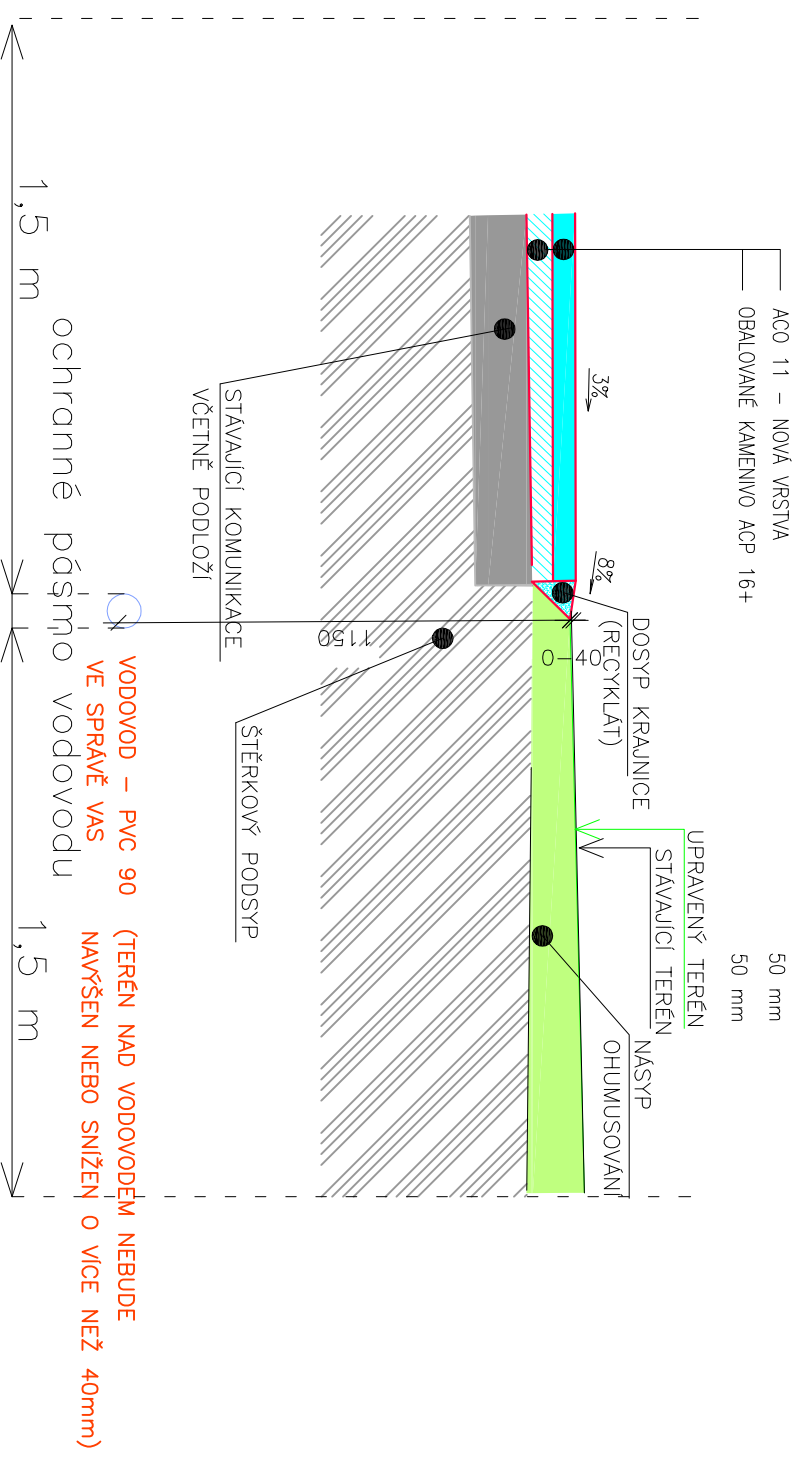 ACO 11 – NOVÁ VRSTVA 50 mm
OBALOVANÉ KAMENIVO ACP 16+ 50 mm
UPRAVENÝ TERÉN
STÁVAJÍCÍ TERÉN
DOSYP KRAJNICE
(RECYKLÁT)
NÁSYP
OHUMUSOVÁNÍ
3%
8%
0–40
1150
STÁVAJÍCÍ KOMUNIKACE
VČETNĚ PODLOŽÍ
ŠTĚRKOVÝ PODSYP
VODOVOD – PVC 90 (TERÉN NAD VODOVODEM NEBUDE
VE SPRÁVĚ VAS NAVÝŠEN NEBO SNÍŽEN O VÍCE NEŽ 40mm)
ochranné pásmo vodovodu
1,5 m
1,5 m